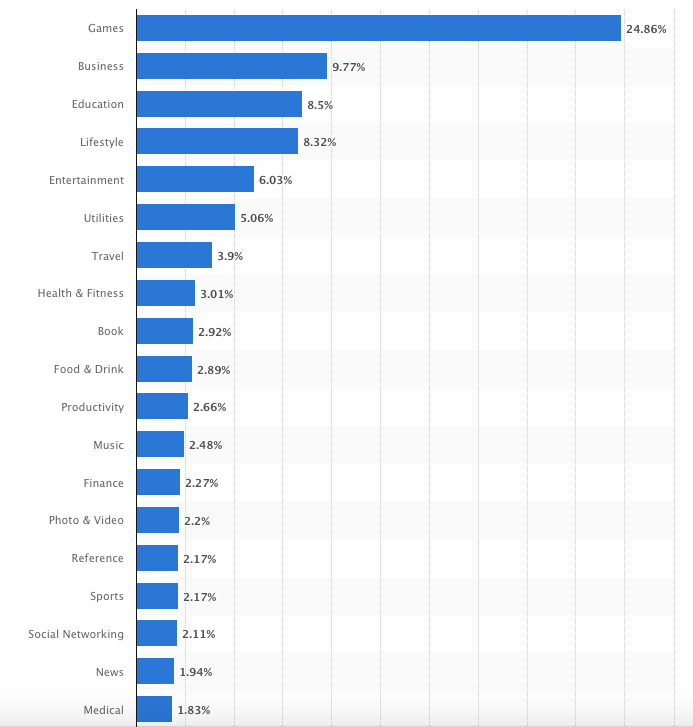 Games 24.86%
Business 9.77%
Education 8.5%
Lifestyle 8.32%
Entertainment 6.03%
Utilities 5.06%
Travel 3.9%
Health & Fitness 3.01%
Book 2.92%
Food & Drink 2.89%
Productivity 2.66%
Music 2.48%
Finance 2.27%
Photo & Video 2.2%
Reference 2.17%
Sports 2.17%
Social Networking 2.11%
News 1.94%
Medical 1.83%